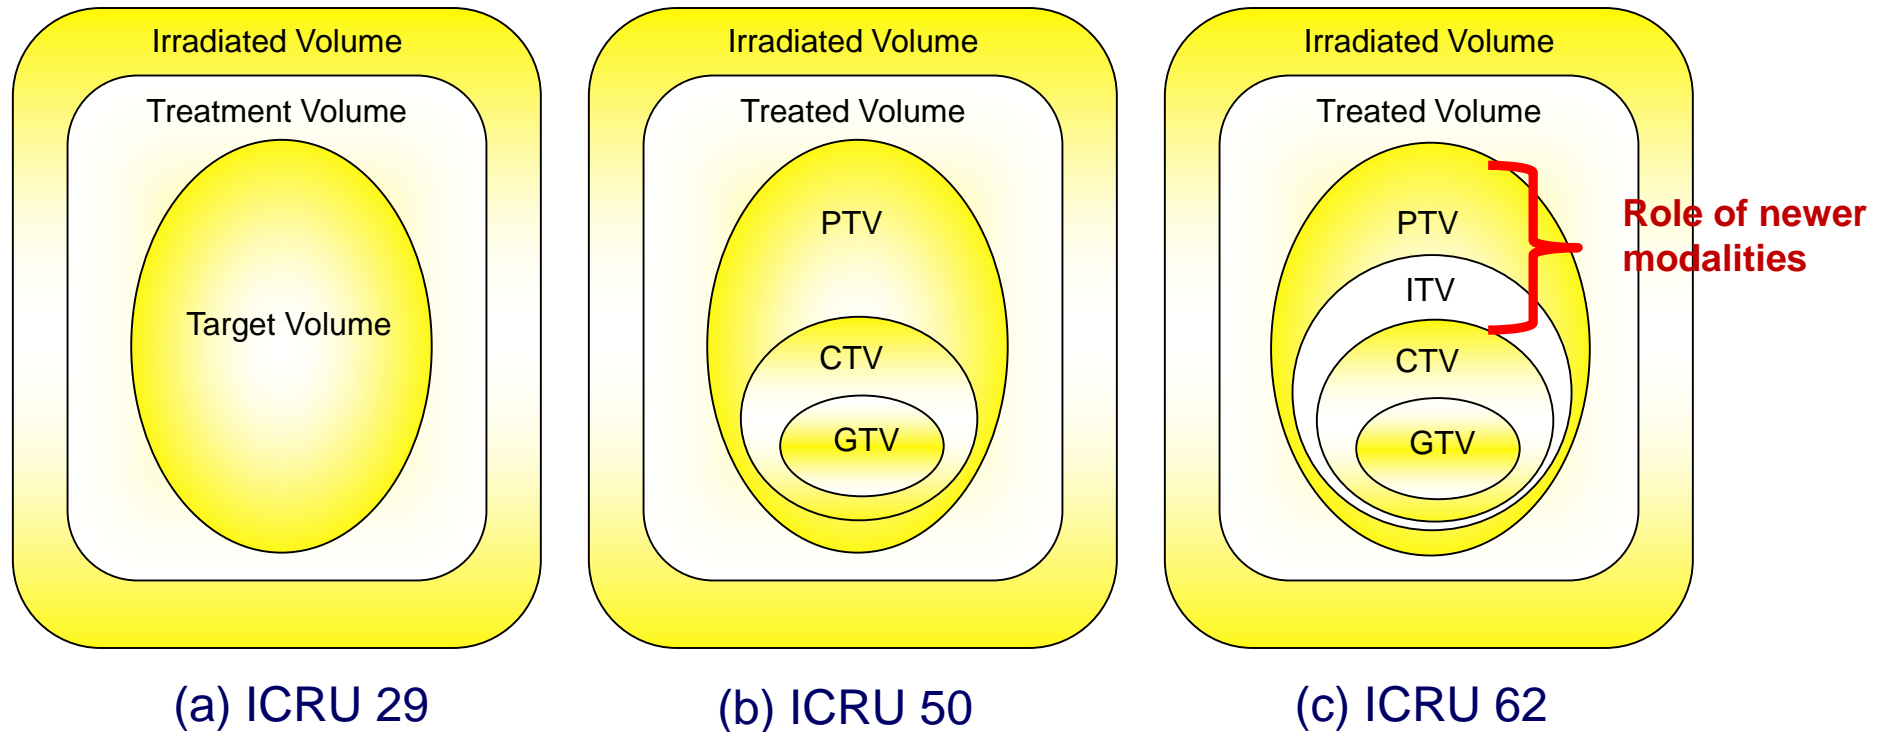 Irradiated Volume
Treatment Volume
Target Volume
(a) ICRU 29
Irradiated Volume
Treated Volume
PTV
CTV
GTV
(b) ICRU 50
Irradiated Volume
Treated Volume
PTV
ITV
CTV
GTV
Role of newer
modalities
(c) ICRU 62